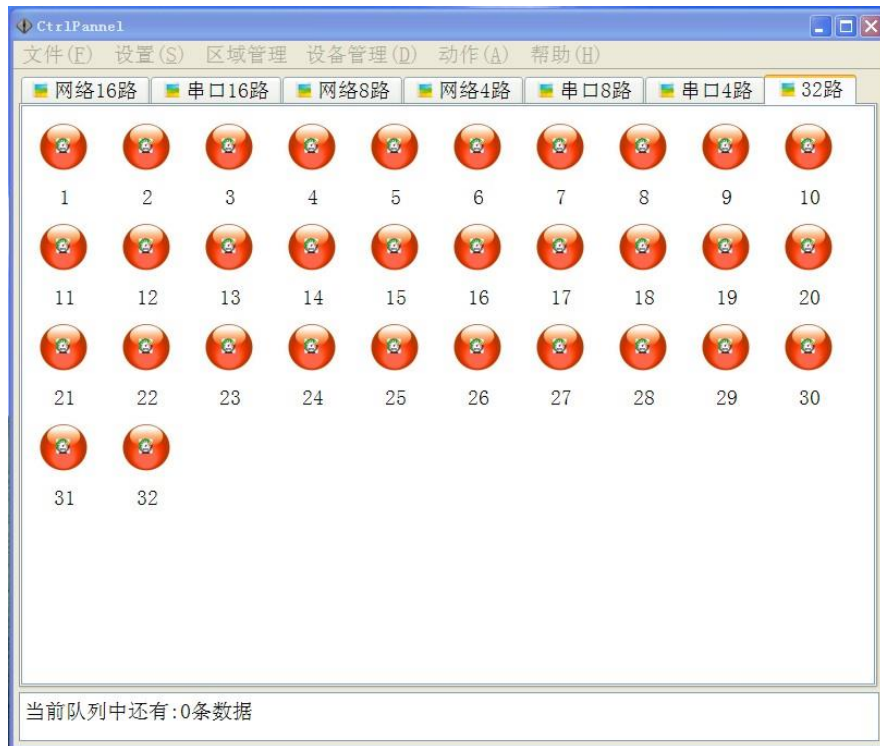 CtrlPannel
文件(F) 设置(S) 区域管理 设备管理(D) 动作(A) 帮助(H)
网络16路 串口16路 网络8路 网络4路 串口8路 串口4路 32路
1 2 3 4 5 6 7 8 9 10
11 12 13 14 15 16 17 18 19 20
21 22 23 24 25 26 27 28 29 30
31 32
当前队列中还有:0条数据